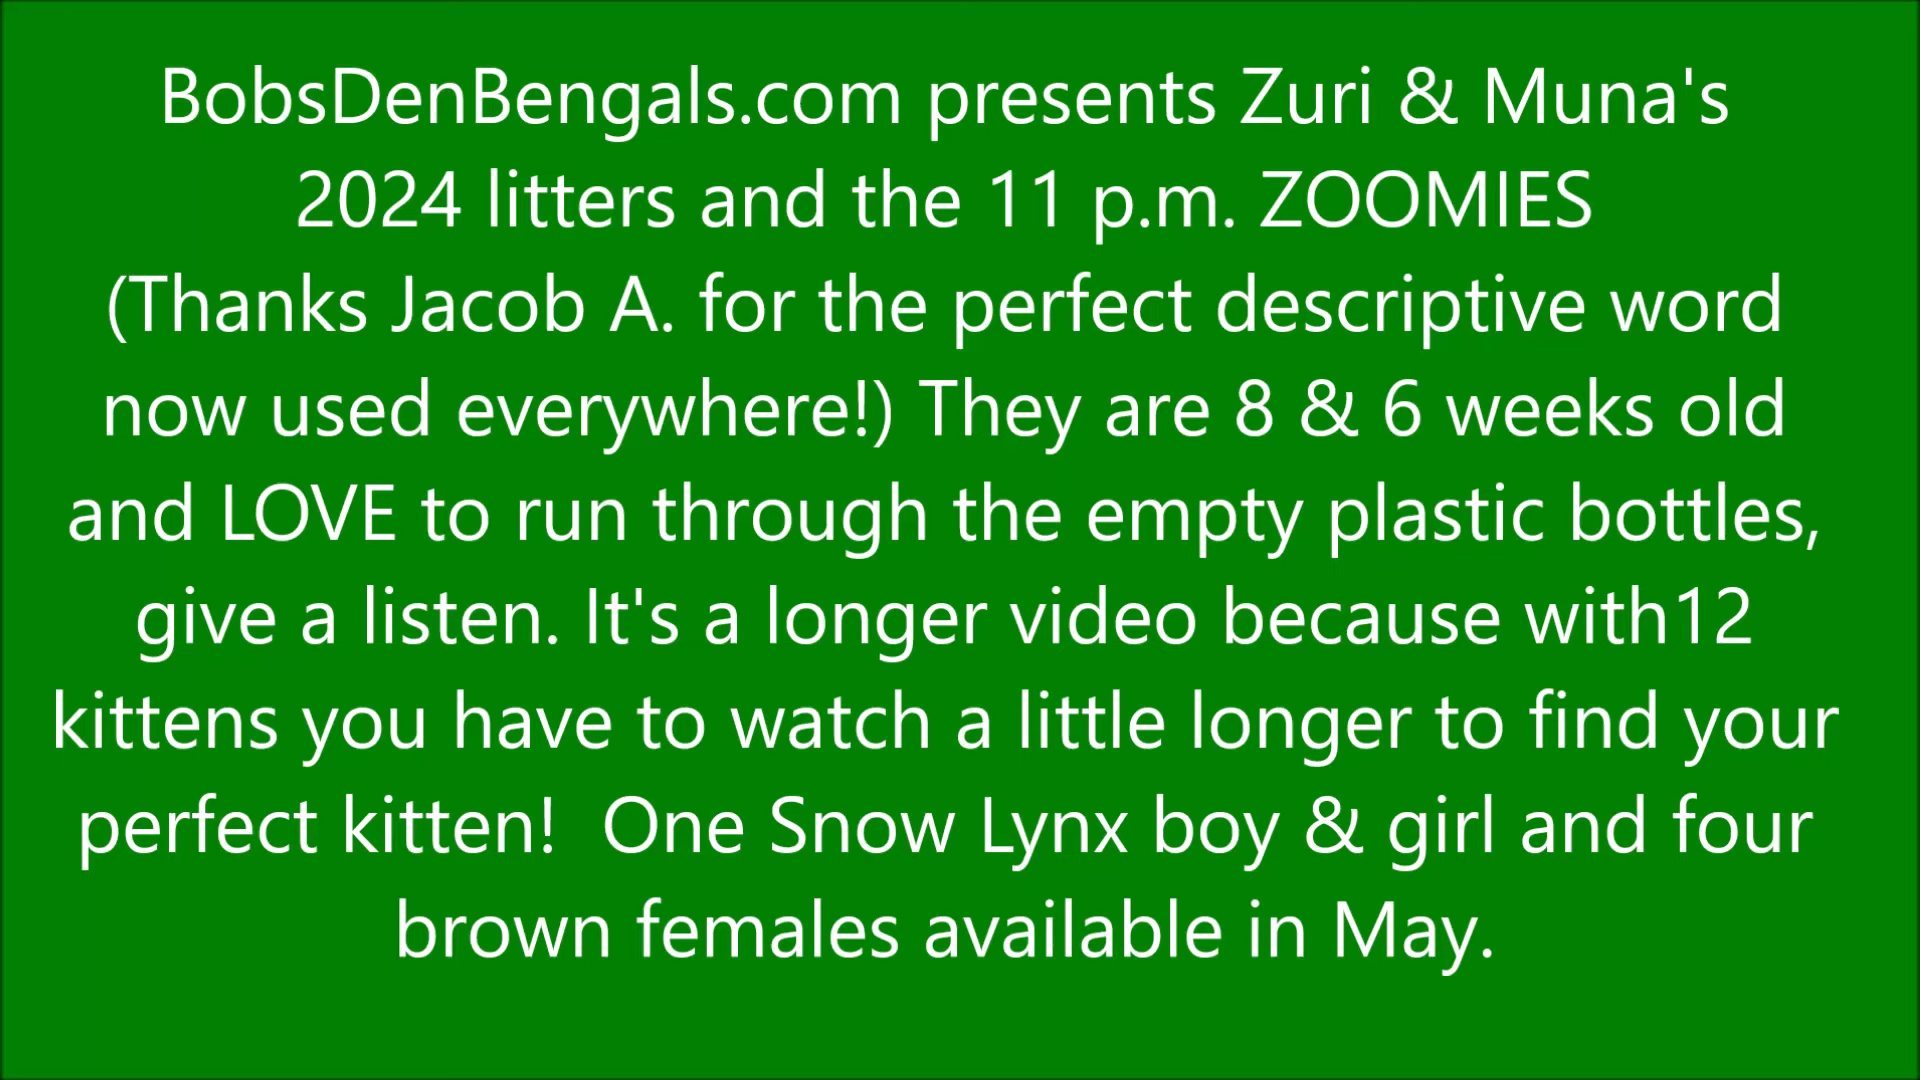 BobsDenBengals.com presents Zuri & Muna's
2024 litters and the 11 p.m. ZOOMIES
(Thanks Jacob A. for the perfect descriptive word
now used everywhere!) They are 8 & 6 weeks old
and LOVE to run through the empty plastic bottles,
give a listen. It's a longer video because with12
kittens you have to watch a little longer to find your
perfect kitten!  One Snow Lynx boy & girl and four
brown females available in May.